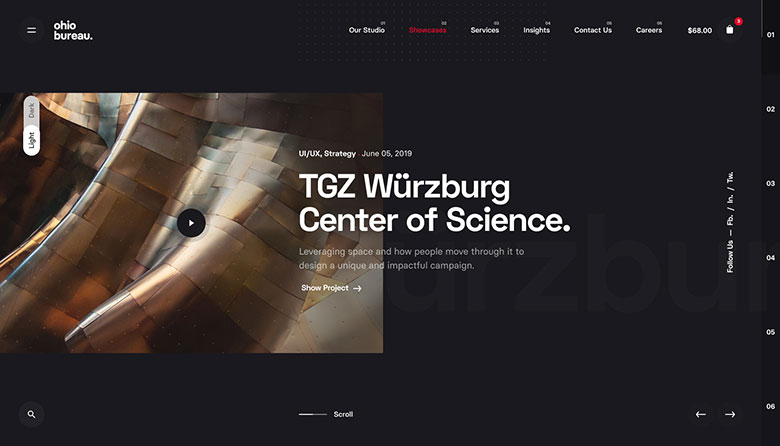 ohio
bureau.
01
Our Studio
02
Showcases
03
Services
04
Insights
05
Contact Us
06
Careers
$68.00
3
Dark
Light
UI/UX, Strategy · June 05, 2019
TGZ Würzburg
Center of Science.
Leveraging space and how people move through it to
design a unique and impactful campaign.
Show Project
Scroll
Follow Us — Fb. / In. / Tw.
01
02
03
04
05
06